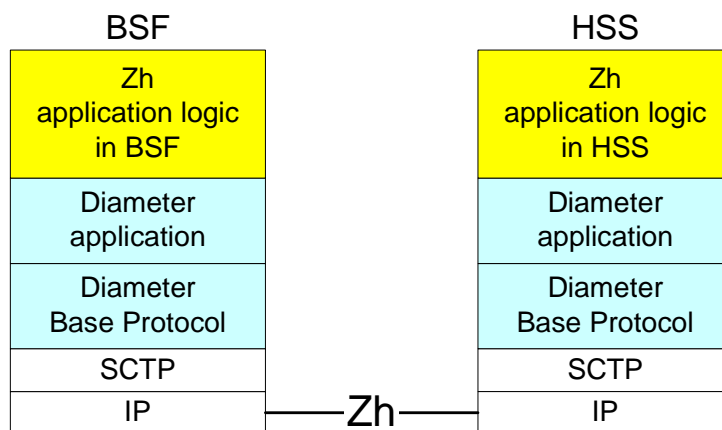 BSF
Zh
application logic
in BSF
Diameter
application
Diameter
Base Protocol
SCTP
IP
Zh
HSS
Zh
application logic
in HSS
Diameter
application
Diameter
Base Protocol
SCTP
IP